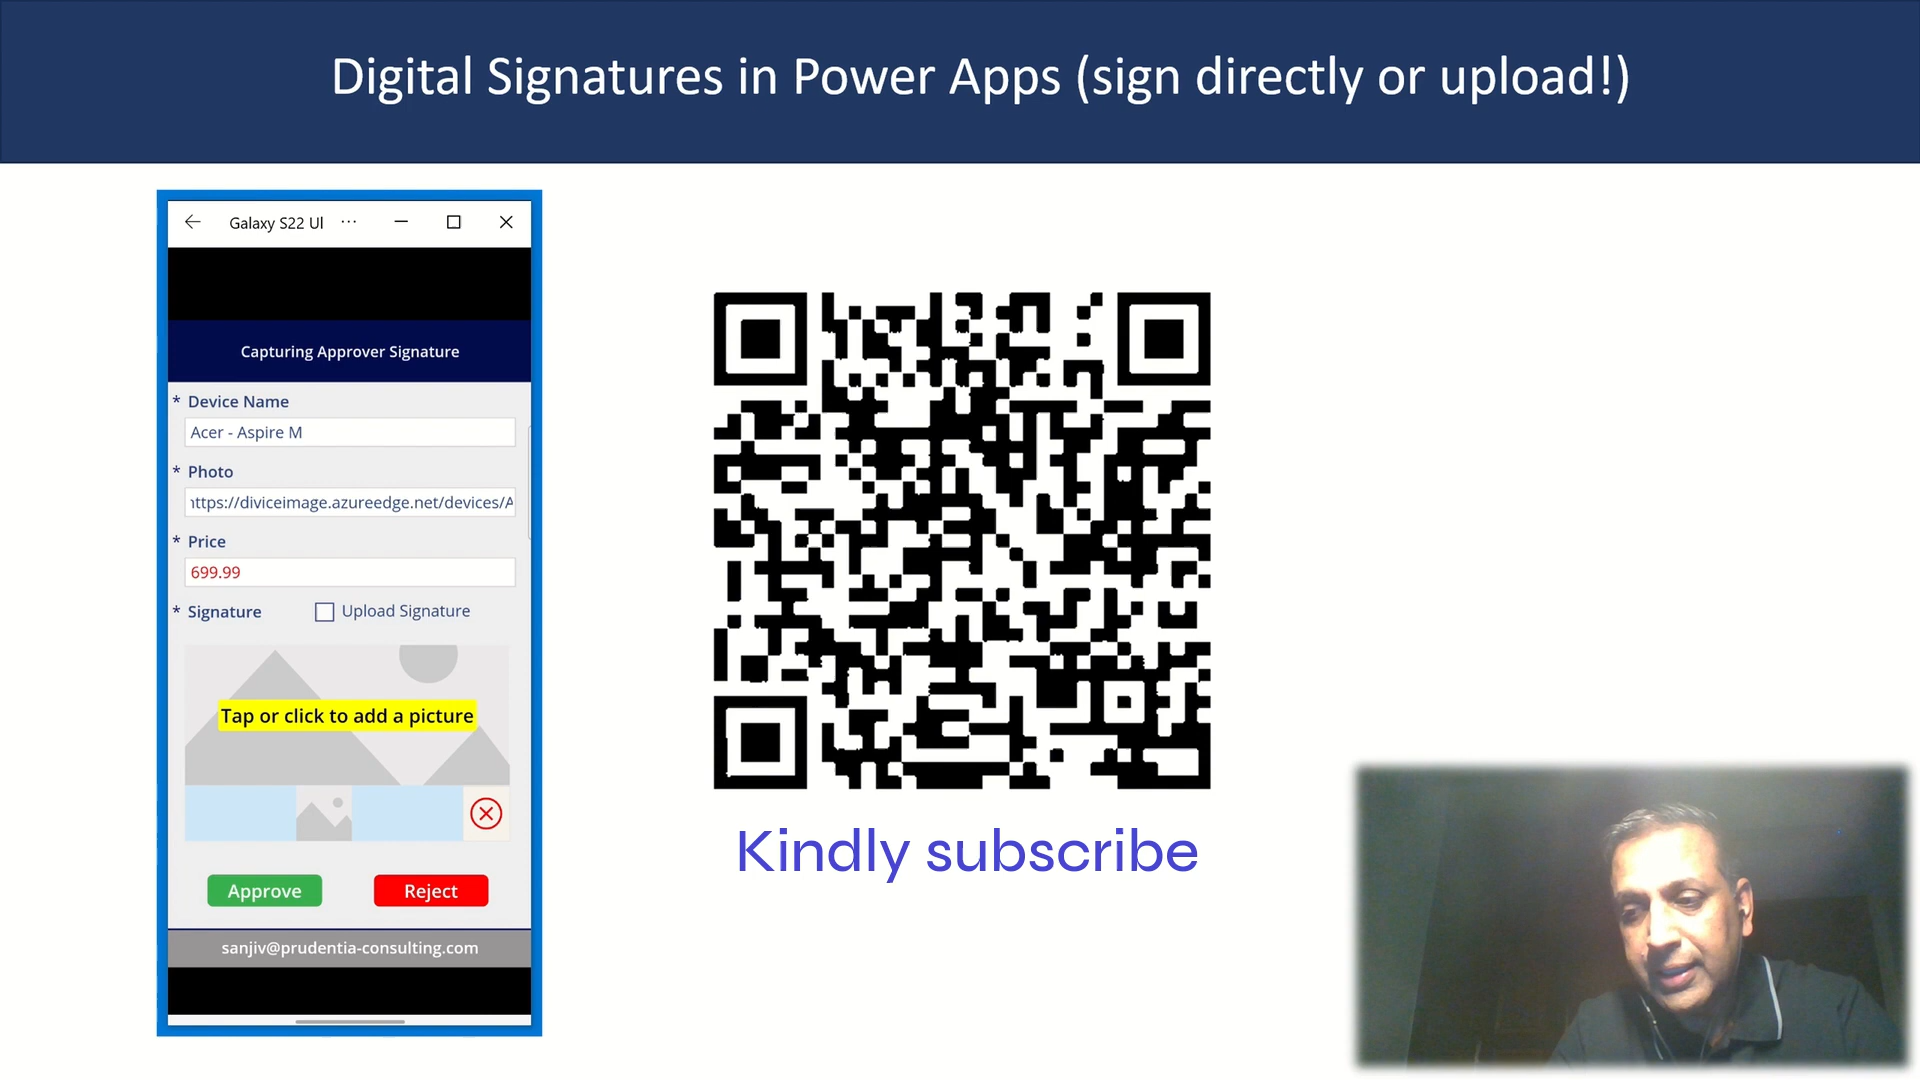 Digital Signatures in Power Apps (sign directly or upload!)
Galaxy S22 Ul ...
Capturing Approver Signature
* Device Name
Acer - Aspire M
* Photo
https://diviceimage.azureedge.net/devices/A
* Price
699.99
* Signature Upload Signature
Tap or click to add a picture
Approve Reject
sanjiv@prudentia-consulting.com
Kindly subscribe